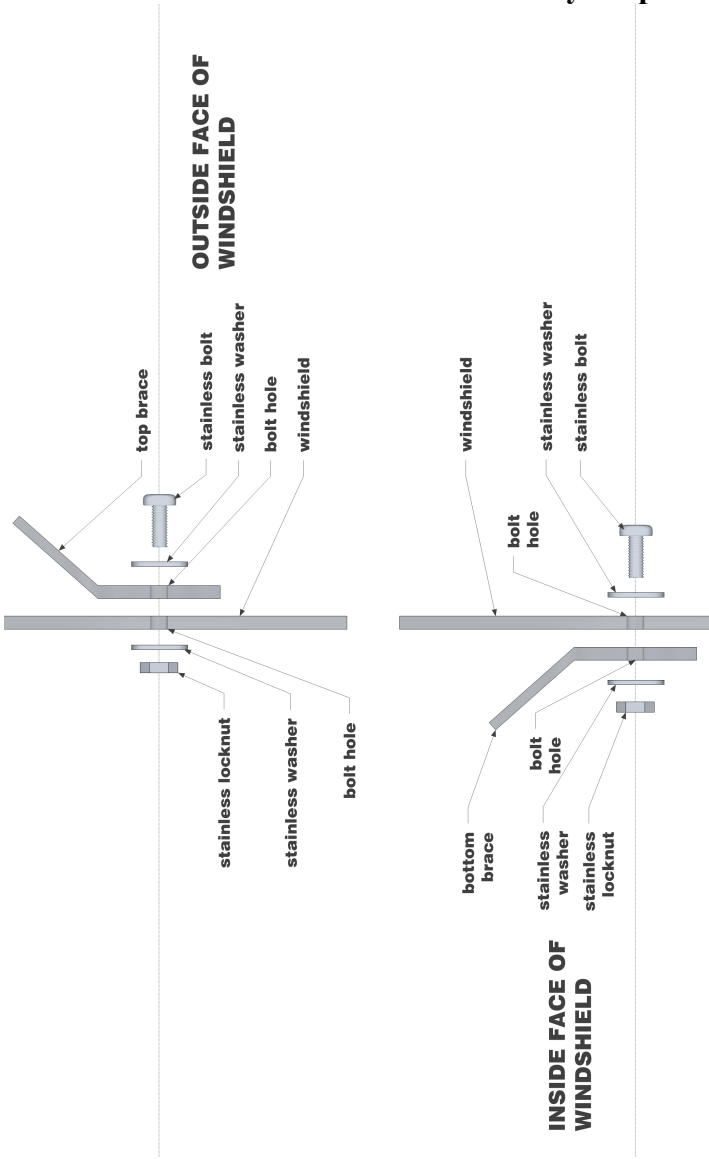 OUTSIDE FACE OF
WINDSHIELD
top brace
stainless bolt
stainless washer
bolt hole
windshield
stainless locknut
stainless washer
bolt hole
windshield
stainless washer
stainless bolt
bolt
hole
bolt
hole
bottom
brace
stainless
washer
stainless
locknut
INSIDE FACE OF
WINDSHIELD